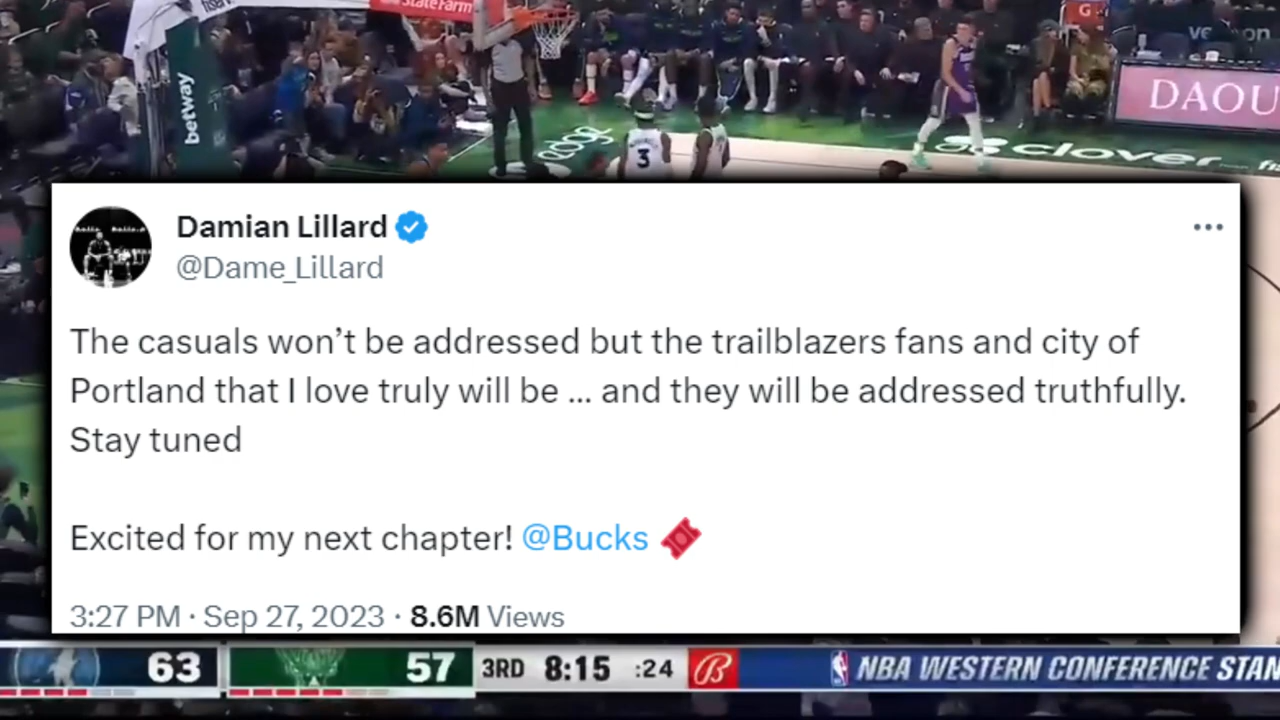 State Farm
betway
edge
3
clover
G
DAOU
Damian Lillard
@Dame_Lillard
The casuals won’t be addressed but the trailblazers fans and city of
Portland that I love truly will be ... and they will be addressed truthfully.
Stay tuned
Excited for my next chapter! @Bucks
3:27 PM · Sep 27, 2023 · 8.6M Views
63 57 3RD 8:15 :24 B NBA WESTERN CONFERENCE STAN